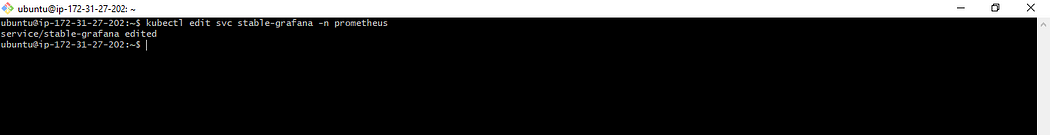 ubuntu@ip-172-31-27-202: ~
ubuntu@ip-172-31-27-202:~$ kubectl edit svc stable-grafana -n prometheus
service/stable-grafana edited
ubuntu@ip-172-31-27-202:~$